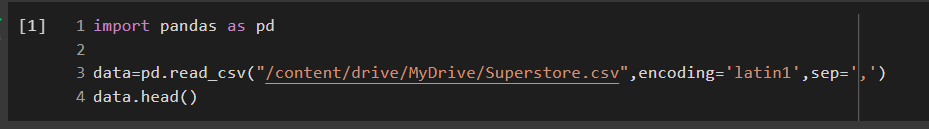 [1] 1 import pandas as pd
2
3 data=pd.read_csv("/content/drive/MyDrive/Superstore.csv",encoding='latin1',sep=',')
4 data.head()